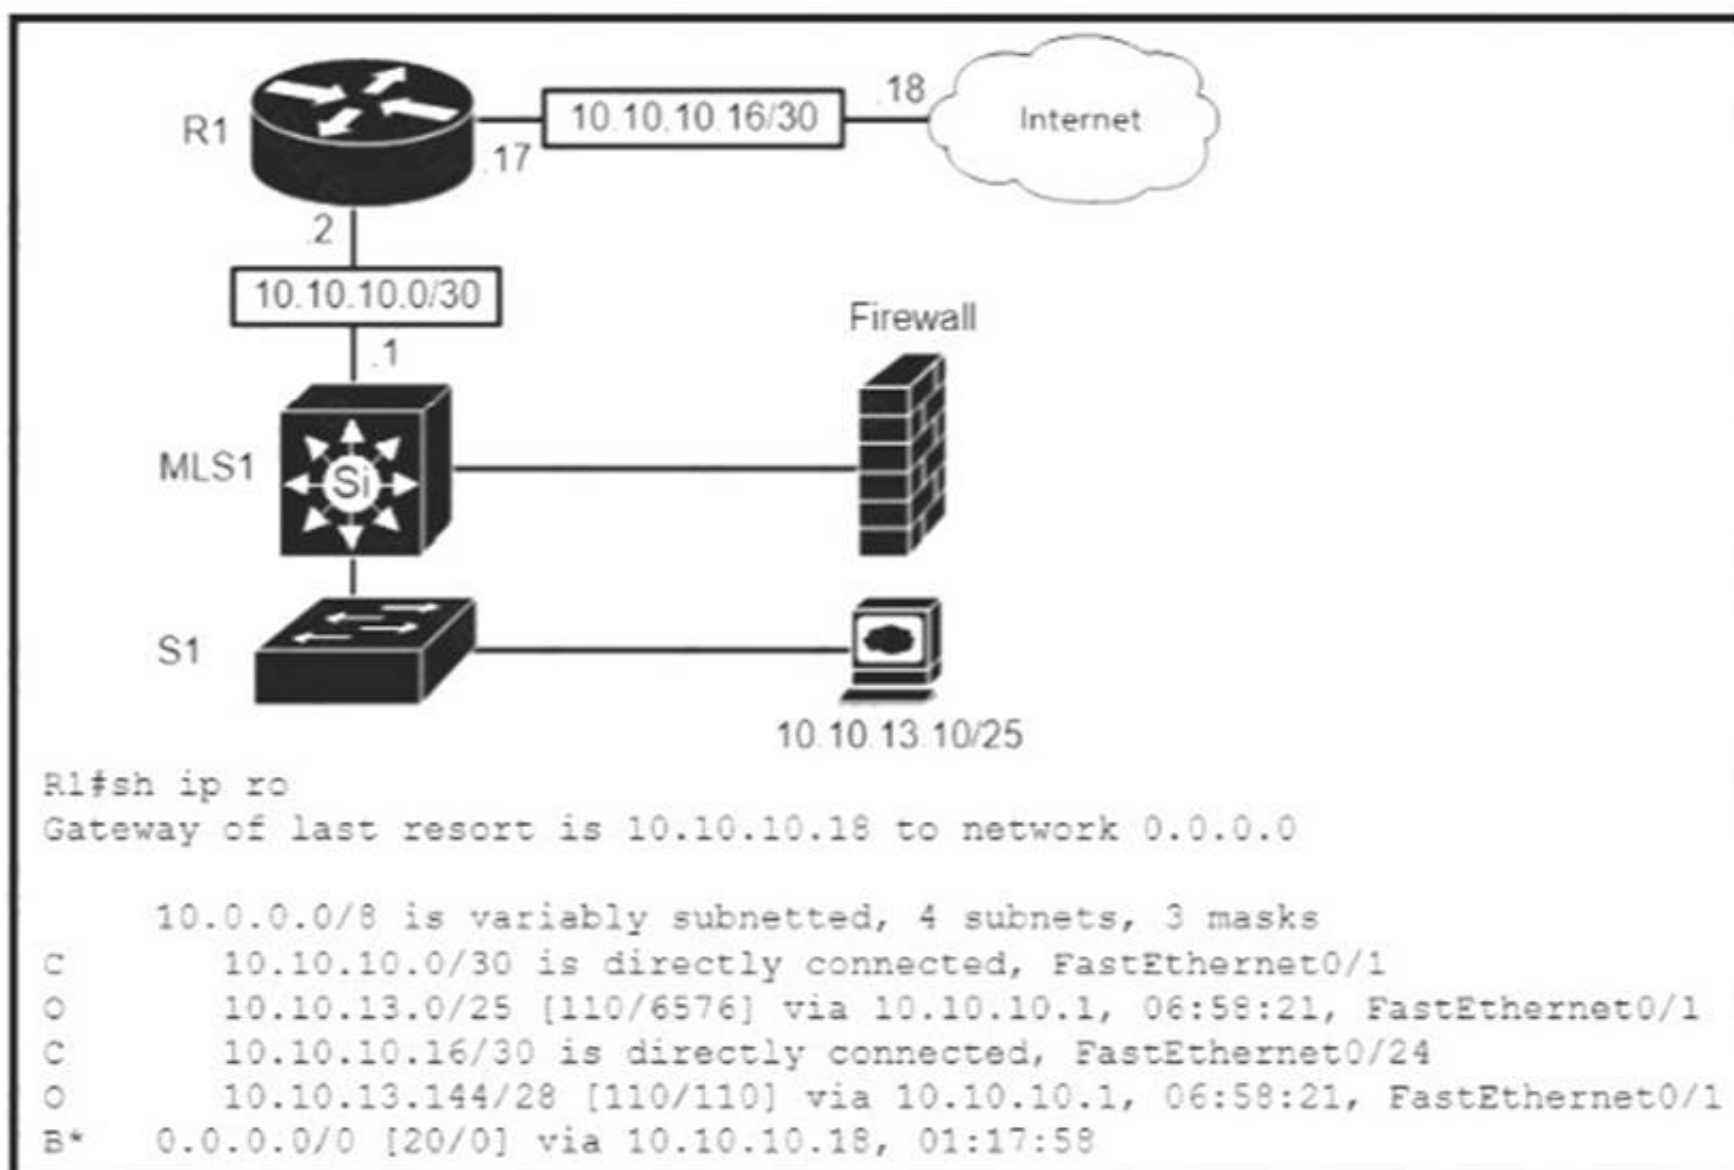 R1
10.10.10.16/30
.18
Internet
.17
.2
10.10.10.0/30
.1
Firewall
MLS1
Si
S1
10.10.13.10/25
R1#sh ip ro
Gateway of last resort is 10.10.10.18 to network 0.0.0.0
10.0.0.0/8 is variably subnetted, 4 subnets, 3 masks
C 10.10.10.0/30 is directly connected, FastEthernet0/1
O 10.10.13.0/25 [110/6576] via 10.10.10.1, 06:58:21, FastEthernet0/1
C 10.10.10.16/30 is directly connected, FastEthernet0/24
O 10.10.13.144/28 [110/110] via 10.10.10.1, 06:58:21, FastEthernet0/1
B* 0.0.0.0/0 [20/0] via 10.10.10.18, 01:17:58